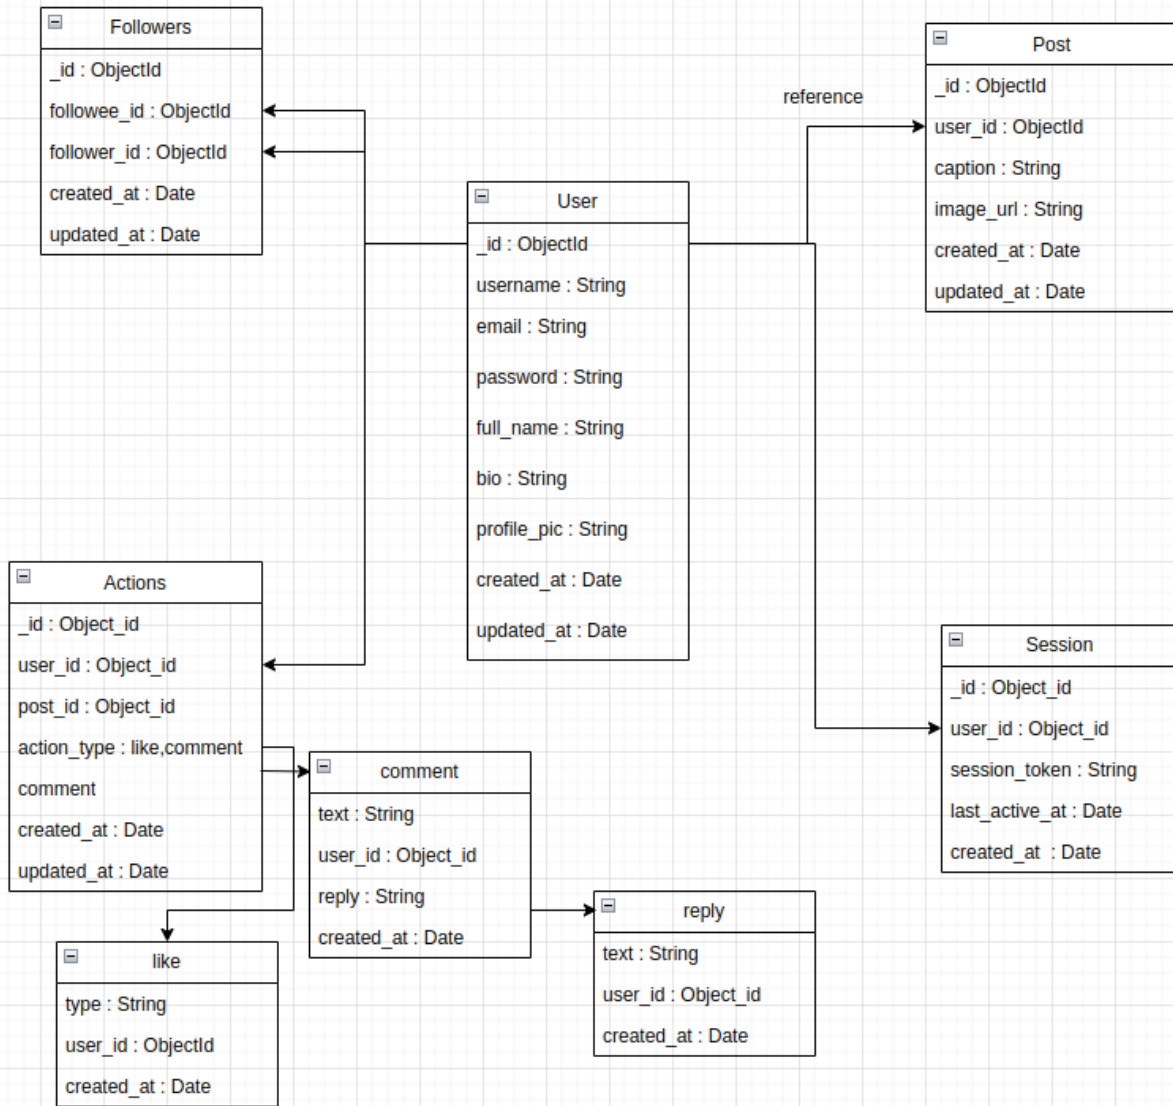 Followers
_id : ObjectId
followee_id : ObjectId
follower_id : ObjectId
created_at : Date
updated_at : Date
reference
Post
_id : ObjectId
user_id : ObjectId
caption : String
image_url : String
created_at : Date
updated_at : Date
User
_id : ObjectId
username : String
email : String
password : String
full_name : String
bio : String
profile_pic : String
created_at : Date
updated_at : Date
Actions
_id : Object_id
user_id : Object_id
post_id : Object_id
action_type : like,comment
comment
created_at : Date
updated_at : Date
Session
_id : Object_id
user_id : Object_id
session_token : String
last_active_at : Date
created_at : Date
comment
text : String
user_id : Object_id
reply : String
created_at : Date
reply
text : String
user_id : Object_id
created_at : Date
like
type : String
user_id : ObjectId
created_at : Date